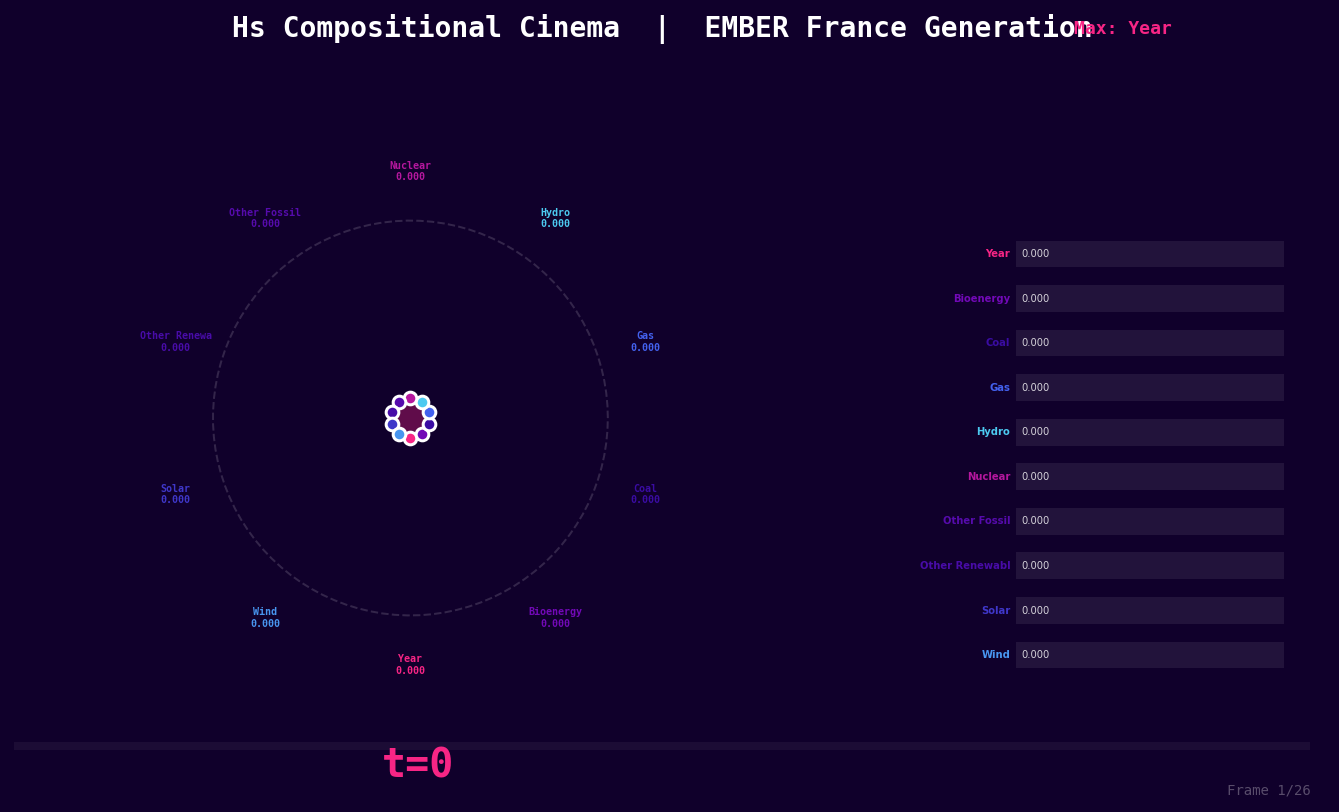 Hs Compositional Cinema | EMBER France Generation
Max: Year
Nuclear
0.000
Other Fossil
0.000
Hydro
0.000
Other Renewa
0.000
Gas
0.000
Solar
0.000
Coal
0.000
Wind
0.000
Bioenergy
0.000
Year
0.000
Year 0.000
Bioenergy 0.000
Coal 0.000
Gas 0.000
Hydro 0.000
Nuclear 0.000
Other Fossil 0.000
Other Renewabl 0.000
Solar 0.000
Wind 0.000
t=0
Frame 1/26